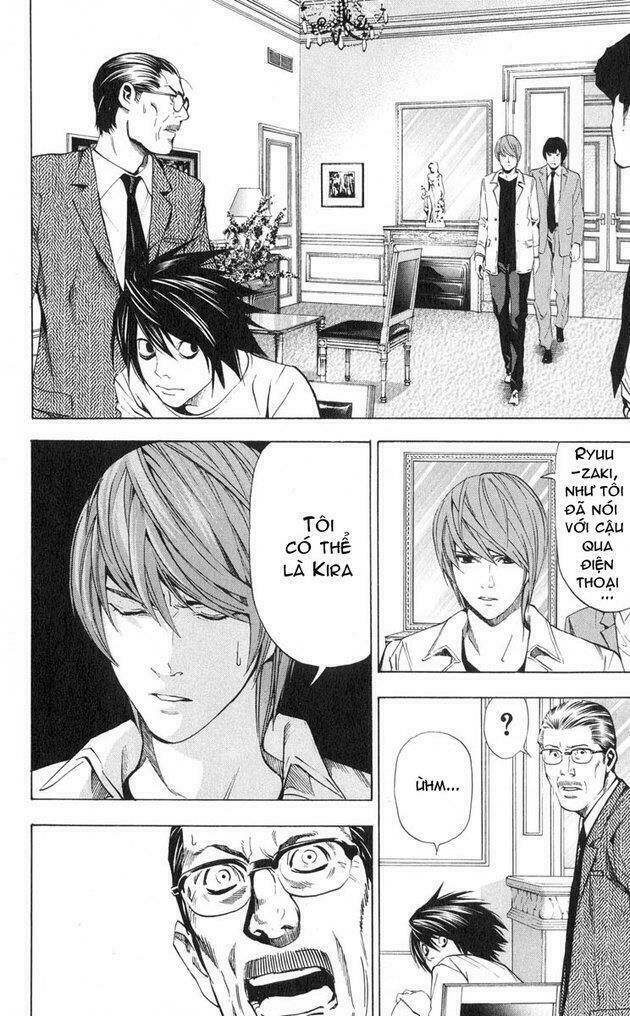 RYUU
-ZAKI,
NHƯ TÔI
ĐÃ NÓI
VỚI CẬU
QUA
ĐIỆN
THOẠI
...
TÔI
CÓ THỂ
LÀ KIRA
?
ỪHM...